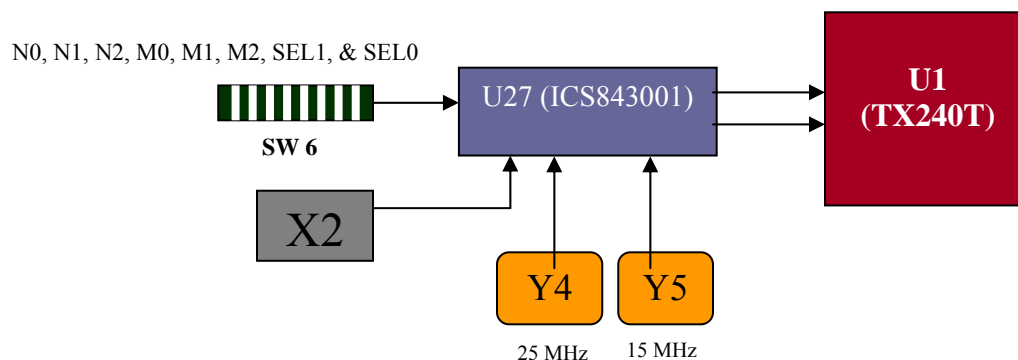 N0, N1, N2, M0, M1, M2, SEL1, & SEL0
SW 6
U27 (ICS843001)
U1
(TX240T)
X2
Y4
Y5
25 MHz
15 MHz